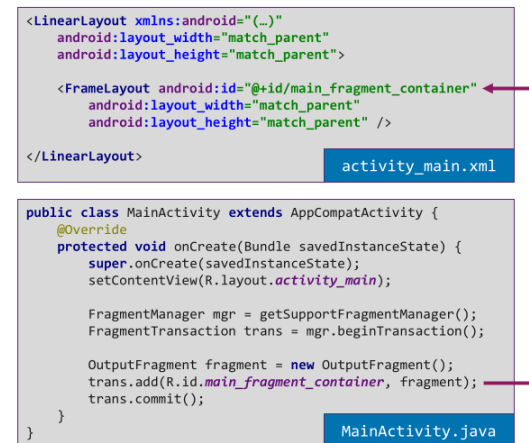 <LinearLayout xmlns:android="(…)"
    android:layout_width="match_parent"
    android:layout_height="match_parent">

    <FrameLayout android:id="@+id/main_fragment_container"
        android:layout_width="match_parent"
        android:layout_height="match_parent" />

</LinearLayout>
activity_main.xml

public class MainActivity extends AppCompatActivity {
    @Override
    protected void onCreate(Bundle savedInstanceState) {
        super.onCreate(savedInstanceState);
        setContentView(R.layout.activity_main);

        FragmentManager mgr = getSupportFragmentManager();
        FragmentTransaction trans = mgr.beginTransaction();

        OutputFragment fragment = new OutputFragment();
        trans.add(R.id.main_fragment_container, fragment);
        trans.commit();
    }
}
MainActivity.java